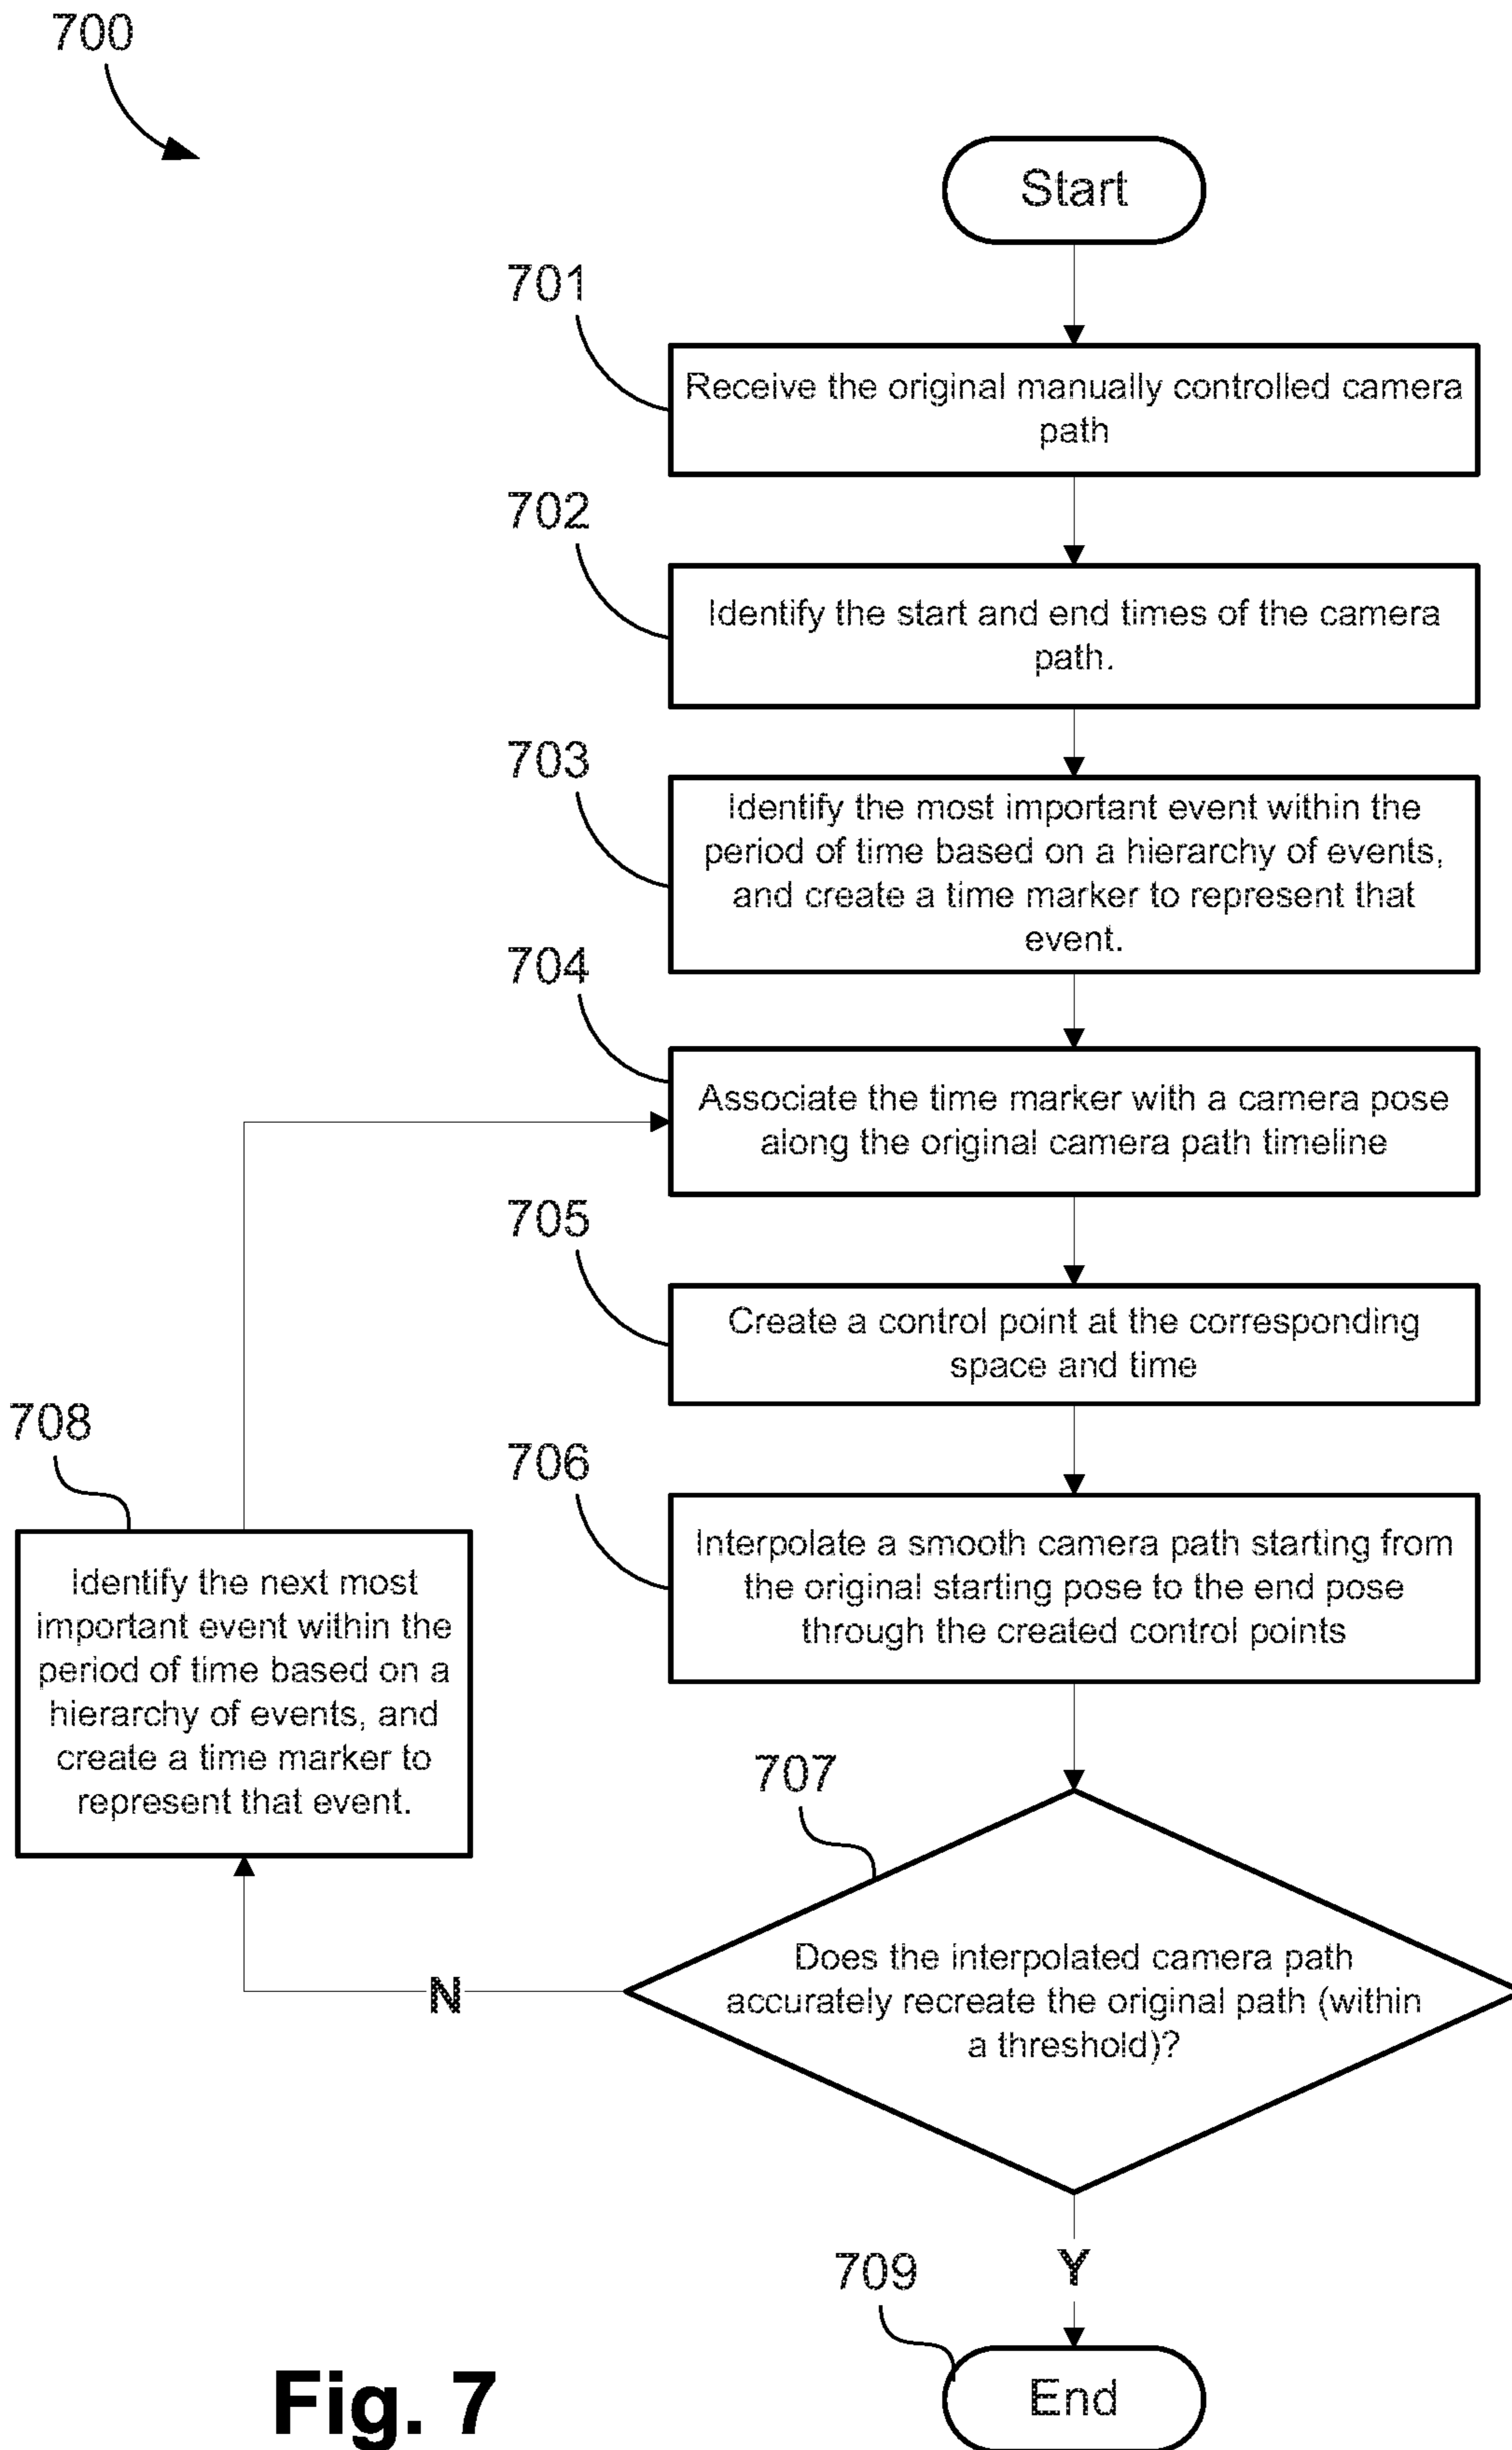 700
Start
701
Receive the original manually controlled camera
path
702
Identify the start and end times of the camera
path.
703
Identify the most important event within the
period of time based on a hierarchy of events,
and create a time marker to represent that
event.
704
Associate the time marker with a camera pose
along the original camera path timeline
705
Create a control point at the corresponding
space and time
706
Interpolate a smooth camera path starting from
the original starting pose to the end pose
through the created control points
708
Identify the next most
important event within the
period of time based on a
hierarchy of events, and
create a time marker to
represent that event.
707
Does the interpolated camera path
accurately recreate the original path (within
a threshold)?
N
Y
709
End
Fig. 7